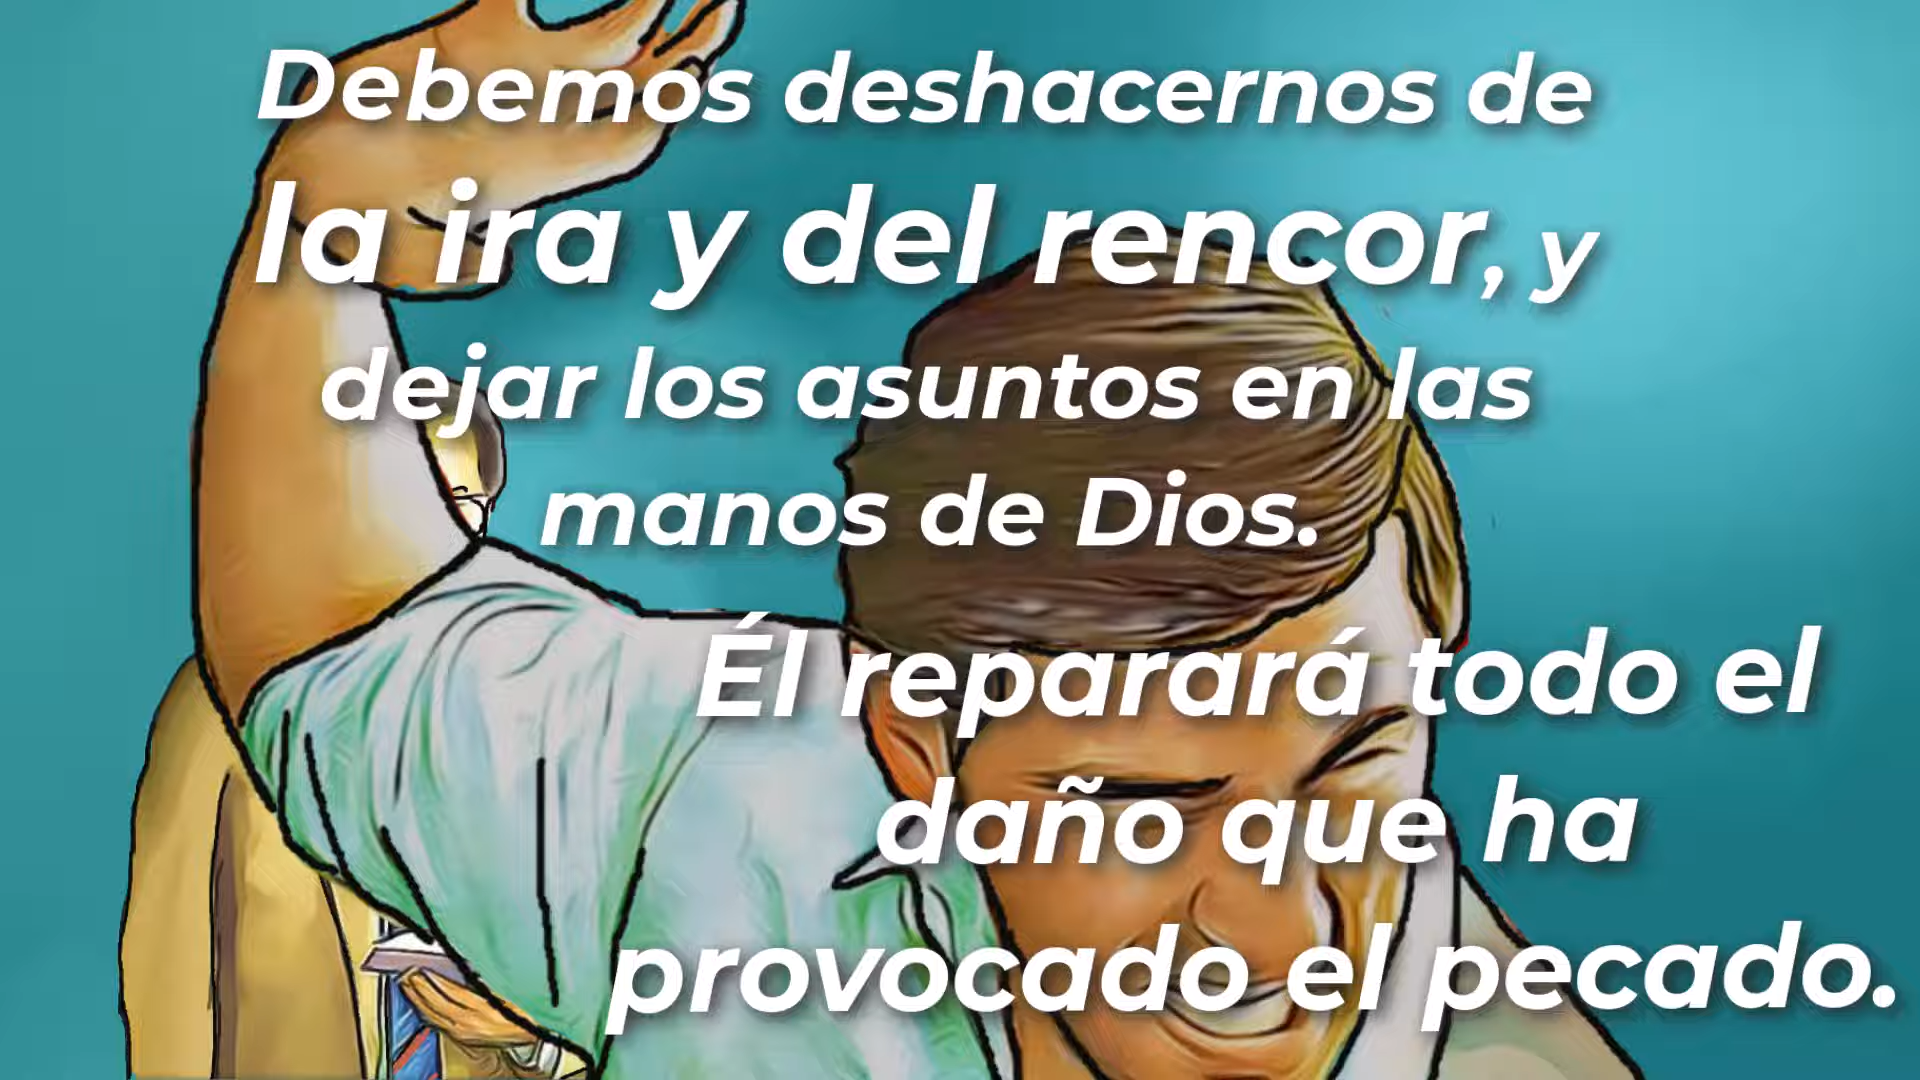 Debemos deshacernos de
la ira y del rencor, y
dejar los asuntos en las
manos de Dios.
Él reparará todo el
daño que ha
provocado el pecado.